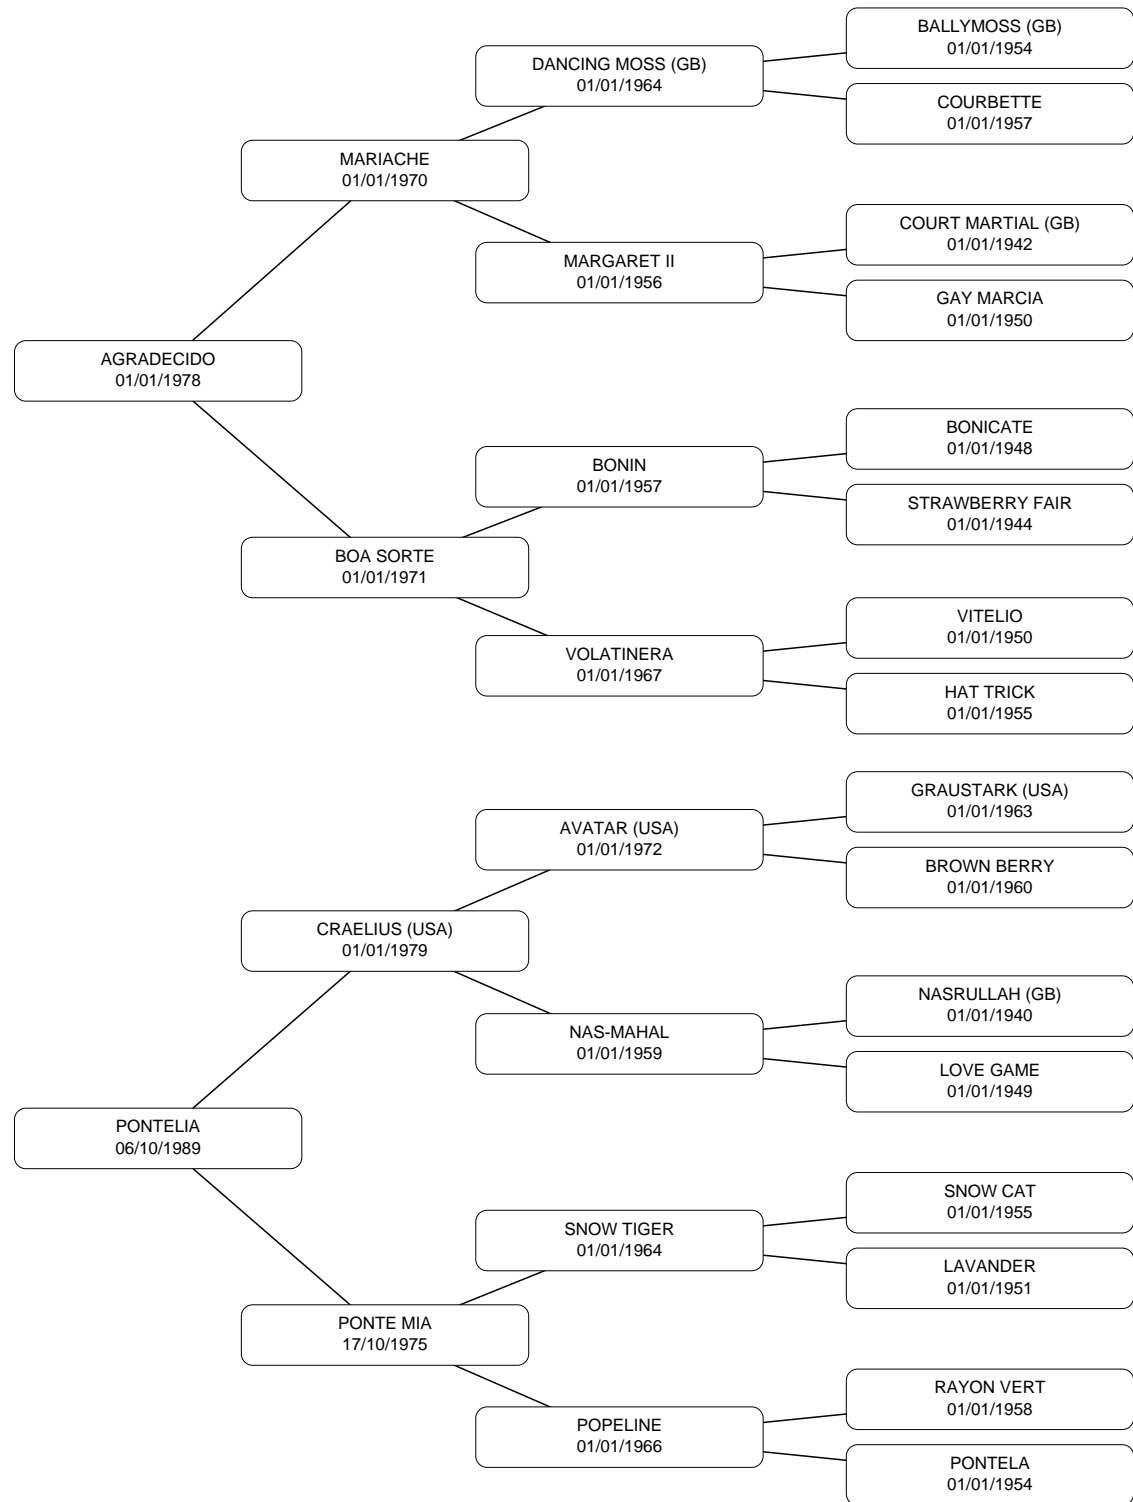 BALLYMOSS (GB)
01/01/1954
DANCING MOSS (GB)
01/01/1964
COURBETTE
01/01/1957
MARIACHE
01/01/1970
COURT MARTIAL (GB)
01/01/1942
MARGARET II
01/01/1956
GAY MARCIA
01/01/1950
AGRADECIDO
01/01/1978
BONICATE
01/01/1948
BONIN
01/01/1957
STRAWBERRY FAIR
01/01/1944
BOA SORTE
01/01/1971
VITELIO
01/01/1950
VOLATINERA
01/01/1967
HAT TRICK
01/01/1955
GRAUSTARK (USA)
01/01/1963
AVATAR (USA)
01/01/1972
BROWN BERRY
01/01/1960
CRAELIUS (USA)
01/01/1979
NASRULLAH (GB)
01/01/1940
NAS-MAHAL
01/01/1959
LOVE GAME
01/01/1949
PONTELIA
06/10/1989
SNOW CAT
01/01/1955
SNOW TIGER
01/01/1964
LAVANDER
01/01/1951
PONTE MIA
17/10/1975
RAYON VERT
01/01/1958
POPELINE
01/01/1966
PONTELA
01/01/1954